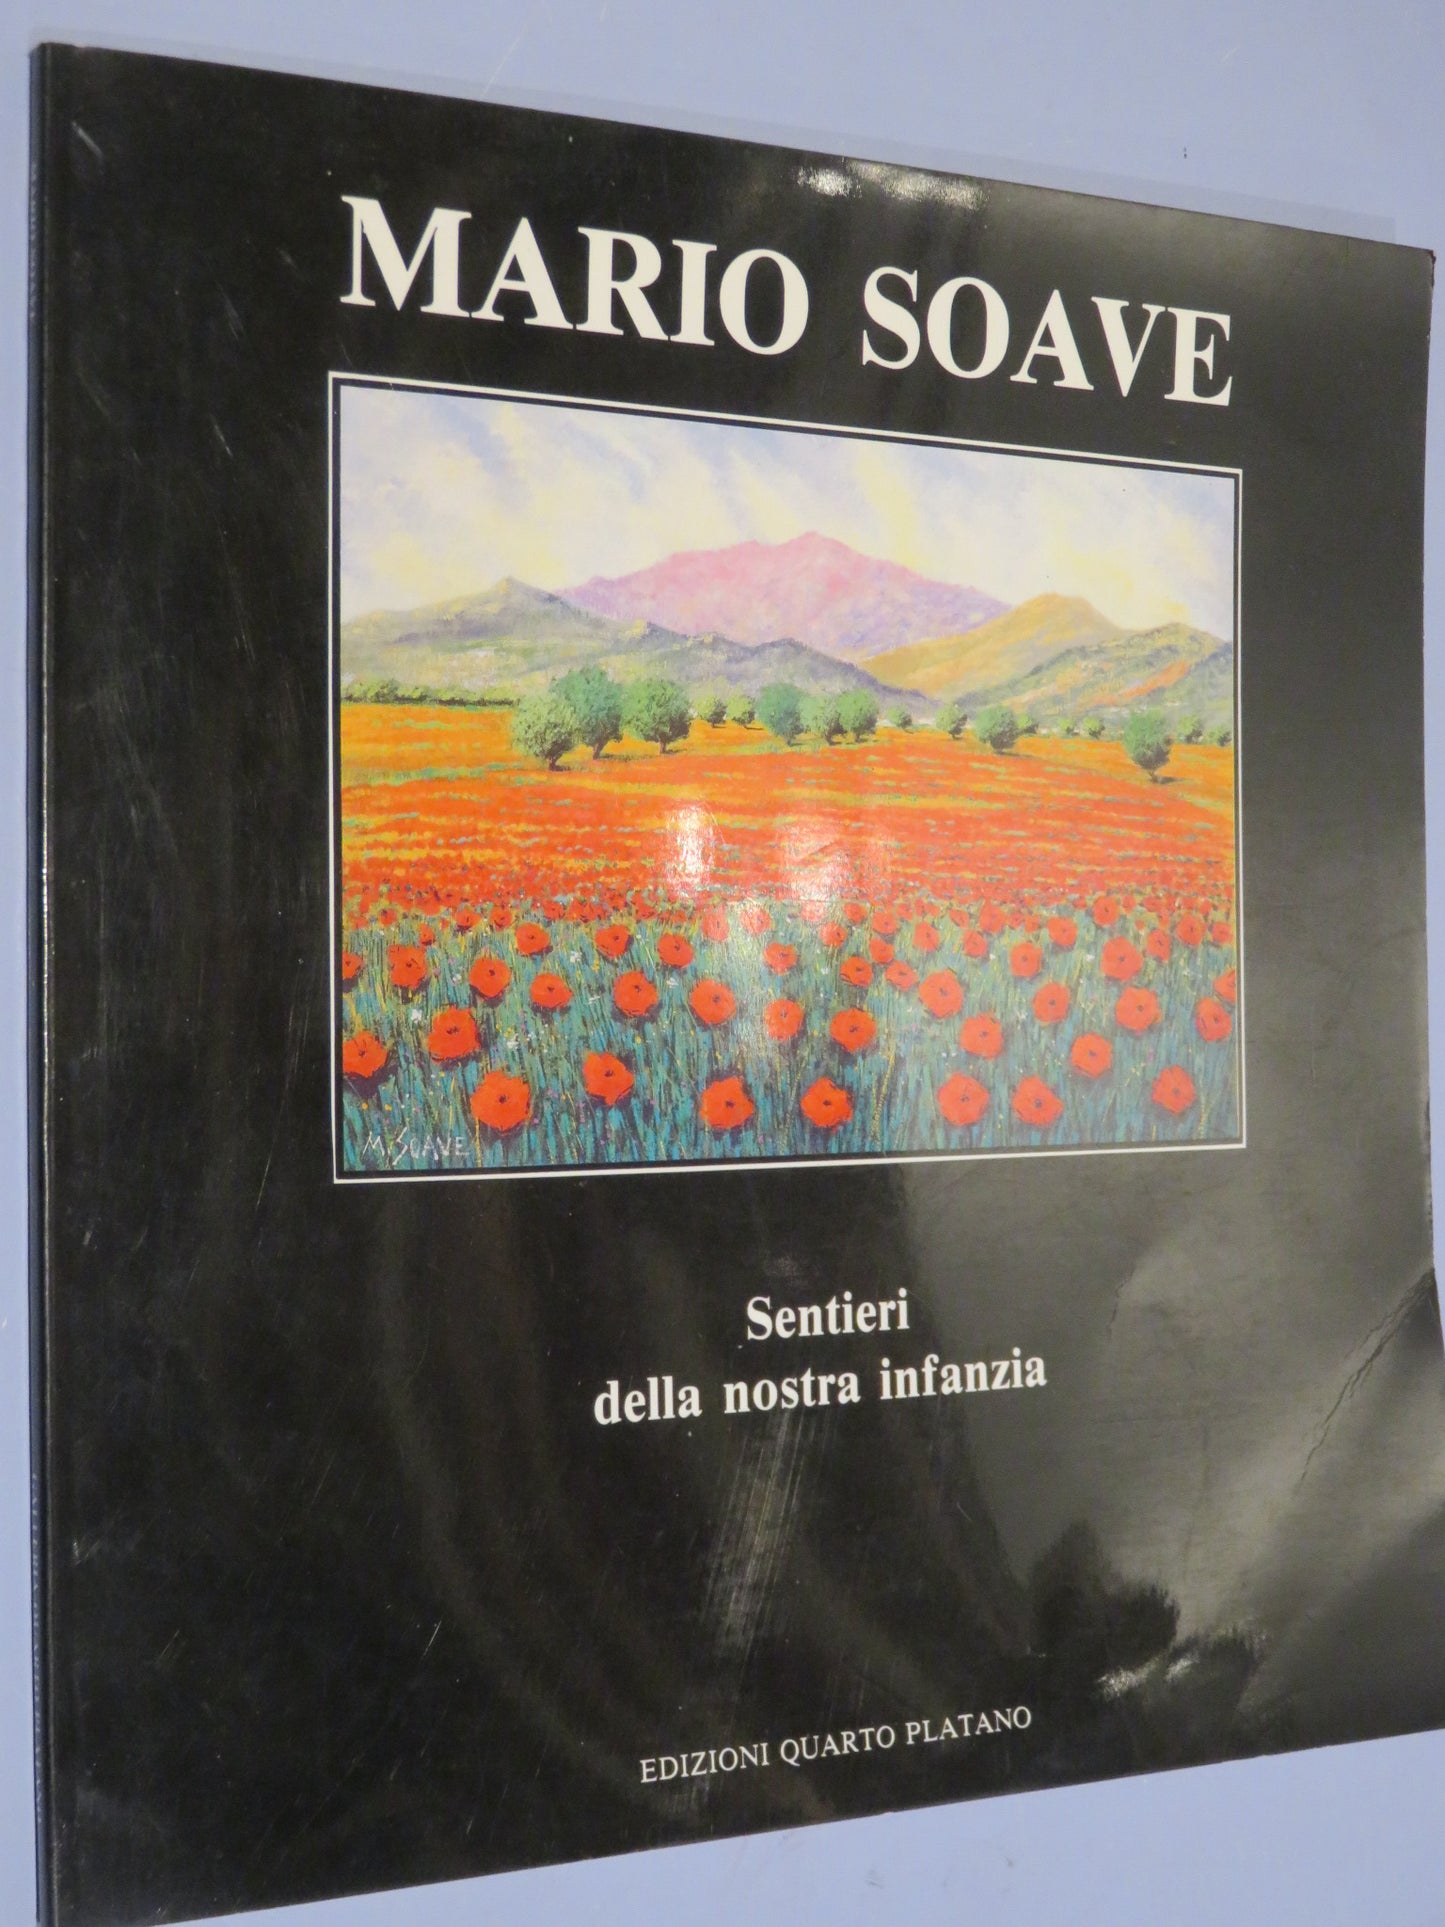 MARIO SOAVE
M. SOAVE
Sentieri
della nostra infanzia
EDIZIONI QUARTO PLATANO